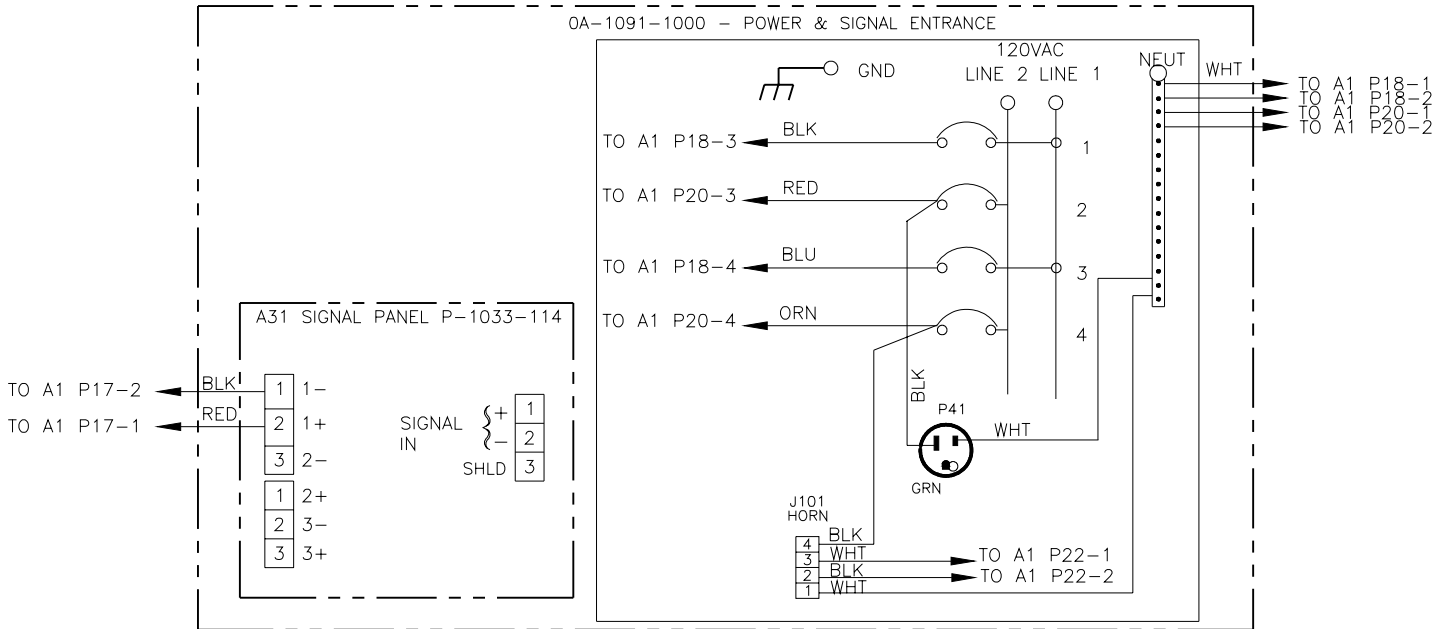 0A-1091-1000 - POWER & SIGNAL ENTRANCE
120VAC
LINE 2 LINE 1
NEUT
GND
WHT
TO A1 P18-1
TO A1 P18-2
TO A1 P20-1
TO A1 P20-2
TO A1 P18-3
BLK
1
TO A1 P20-3
RED
2
TO A1 P18-4
BLU
3
TO A1 P20-4
ORN
4
A31 SIGNAL PANEL P-1033-114
TO A1 P17-2
BLK
1 1-
TO A1 P17-1
RED
2 1+
3 2-
1 2+
2 3-
3 3+
SIGNAL IN
+ 1
- 2
SHLD 3
BLK
P41
WHT
GRN
J101
HORN
4 BLK
3 WHT TO A1 P22-1
2 BLK TO A1 P22-2
1 WHT